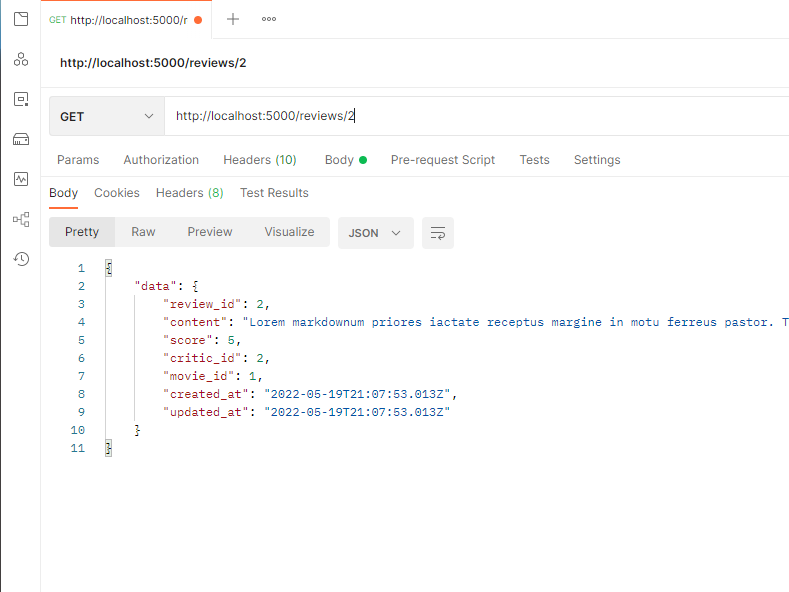 GET http://localhost:5000/r
http://localhost:5000/reviews/2
GET http://localhost:5000/reviews/2
Params Authorization Headers (10) Body Pre-request Script Tests Settings
Body Cookies Headers (8) Test Results
Pretty Raw Preview Visualize JSON
1 {
2 "data": {
3 "review_id": 2,
4 "content": "Lorem markdownum priores iactate receptus margine in motu ferreus pastor. T
5 "score": 5,
6 "critic_id": 2,
7 "movie_id": 1,
8 "created_at": "2022-05-19T21:07:53.013Z",
9 "updated_at": "2022-05-19T21:07:53.013Z"
10 }
11 }